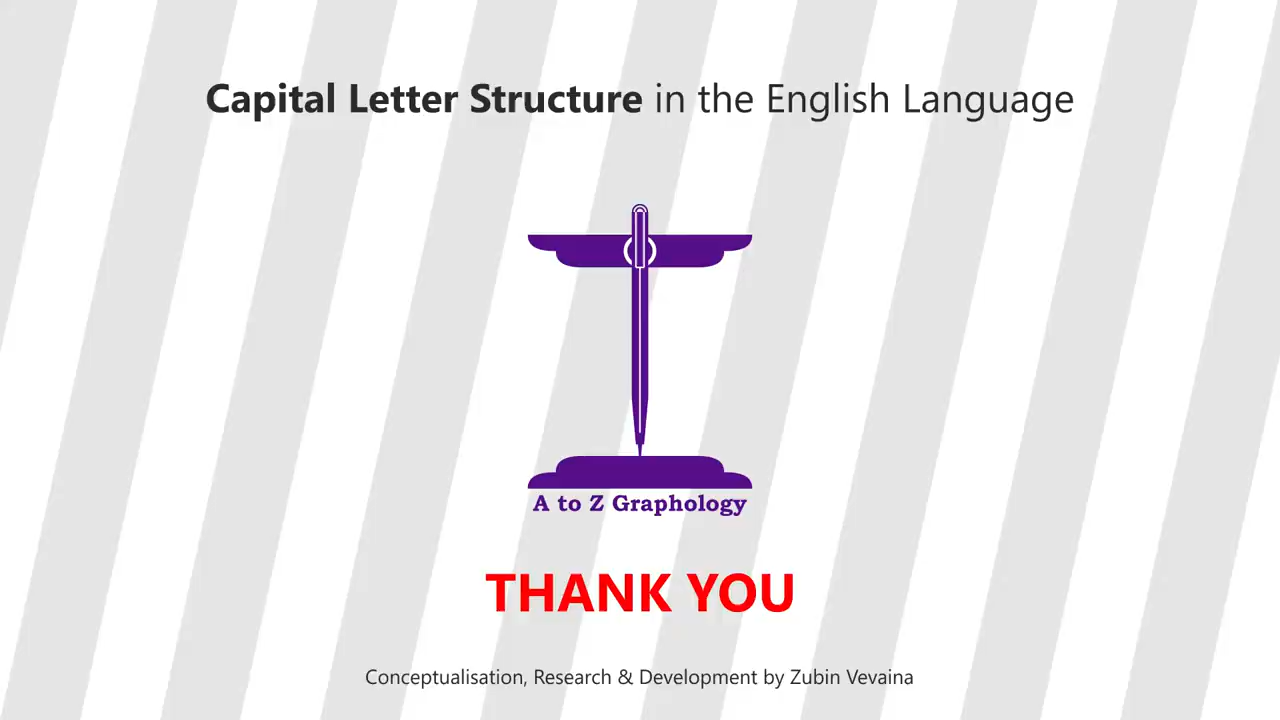 Capital Letter Structure in the English Language
A to Z Graphology
THANK YOU
Conceptualisation, Research & Development by Zubin Vevaina